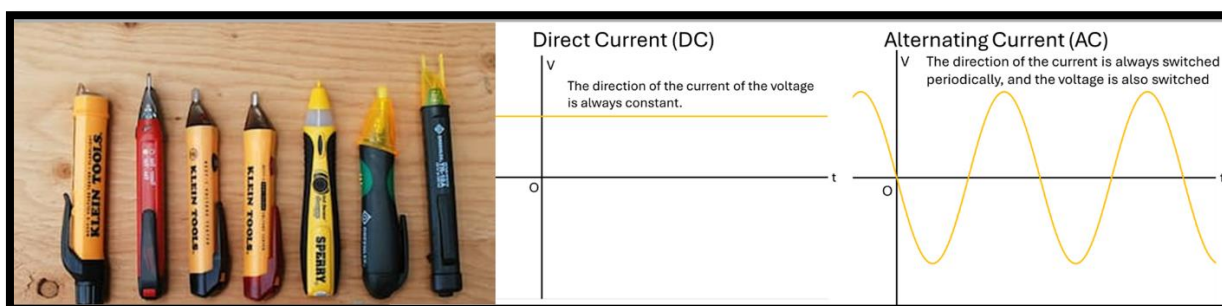 KLEIN TOOLS.
KLEIN TOOLS.
KLEIN TOOLS.
SPERRY
Direct Current (DC)
V
The direction of the current of the voltage
is always constant.
O
t
Alternating Current (AC)
V
The direction of the current is always switched
periodically, and the voltage is also switched
O
t